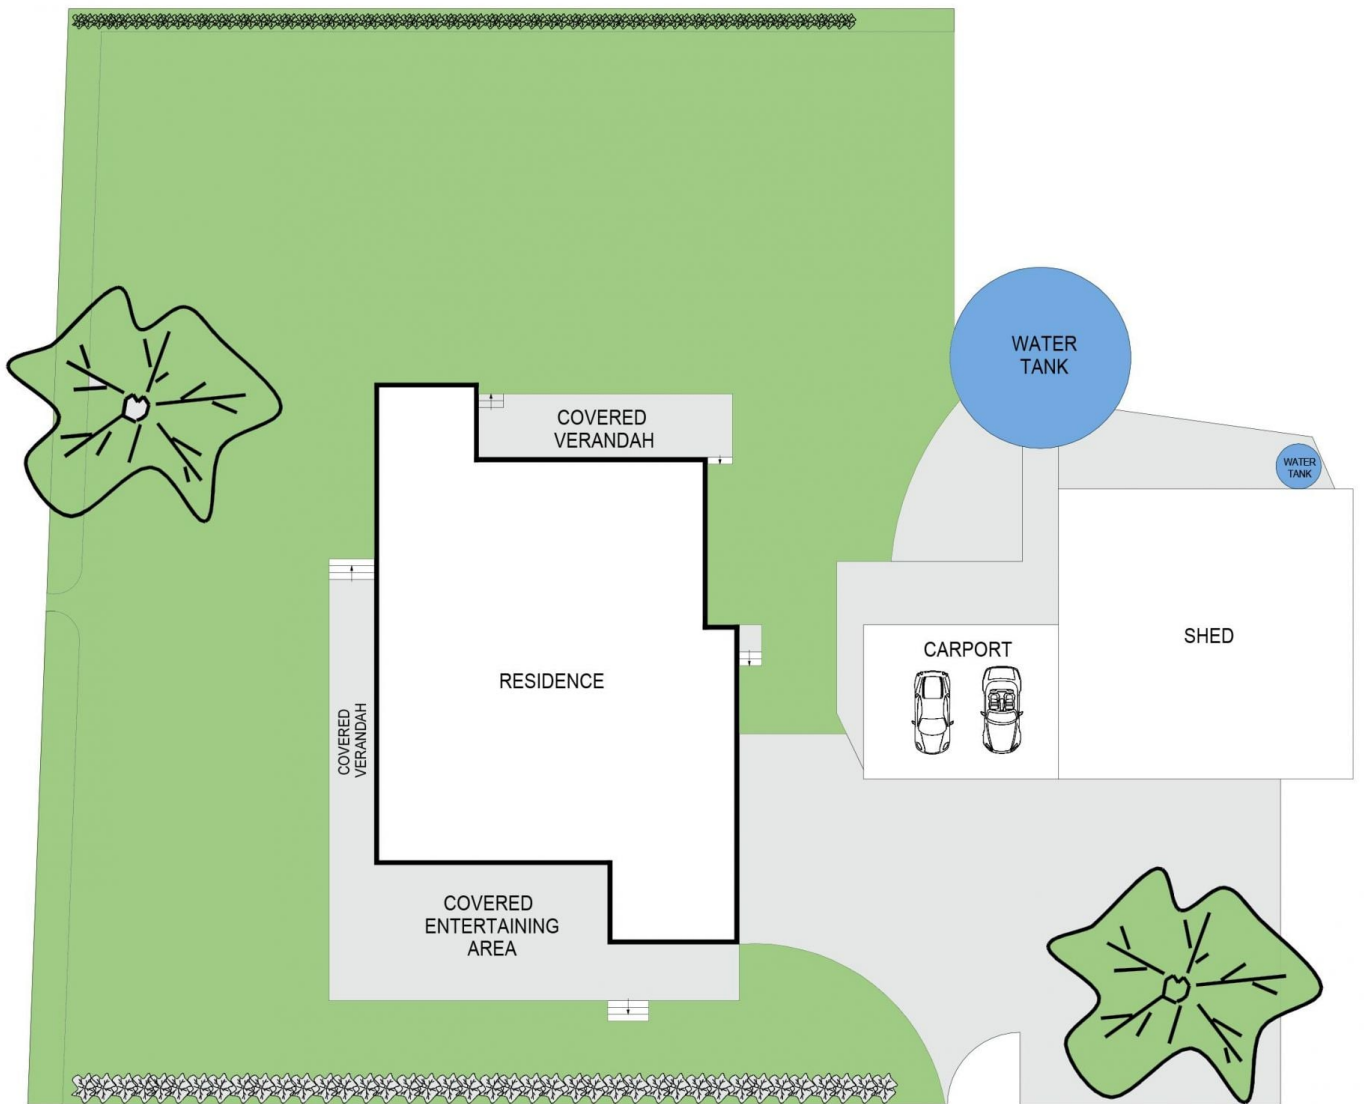 WATER
TANK
COVERED
VERANDAH
WATER
TANK
SHED
CARPORT
RESIDENCE
COVERED
VERANDAH
COVERED
ENTERTAINING
AREA